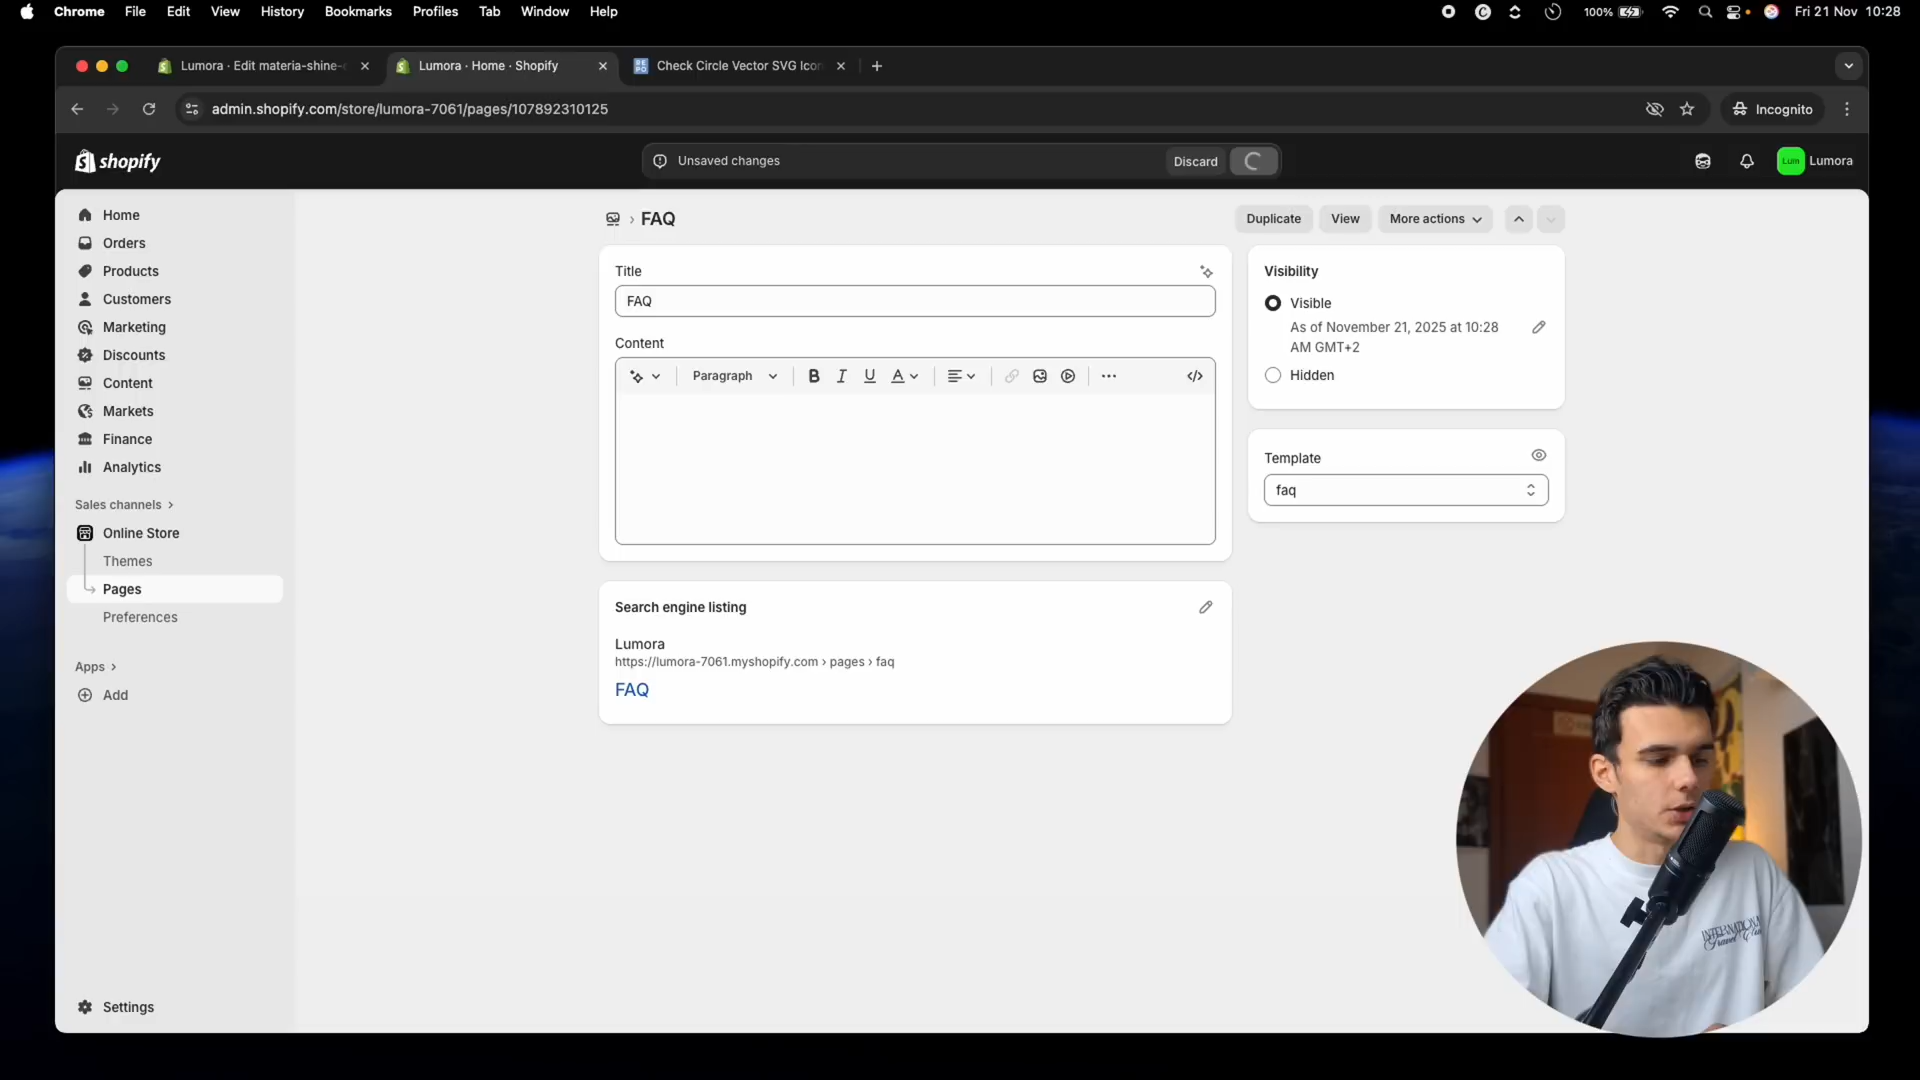 Chrome File Edit View History Bookmarks Profiles Tab Window Help
100% Fri 21 Nov 10:28
Lumora · Edit materia-shine-
Lumora · Home · Shopify
Check Circle Vector SVG Icon
admin.shopify.com/store/lumora-7061/pages/107892310125
Incognito
shopify
Unsaved changes
Discard
Lum
Lumora
Home
Orders
Products
Customers
Marketing
Discounts
Content
Markets
Finance
Analytics
Sales channels
Online Store
Themes
Pages
Preferences
Apps
Add
Settings
FAQ
Duplicate
View
More actions
Title
FAQ
Content
Paragraph
Search engine listing
Lumora
https://lumora-7061.myshopify.com › pages › faq
FAQ
Visibility
Visible
As of November 21, 2025 at 10:28
AM GMT+2
Hidden
Template
faq
INTERNATIONAL